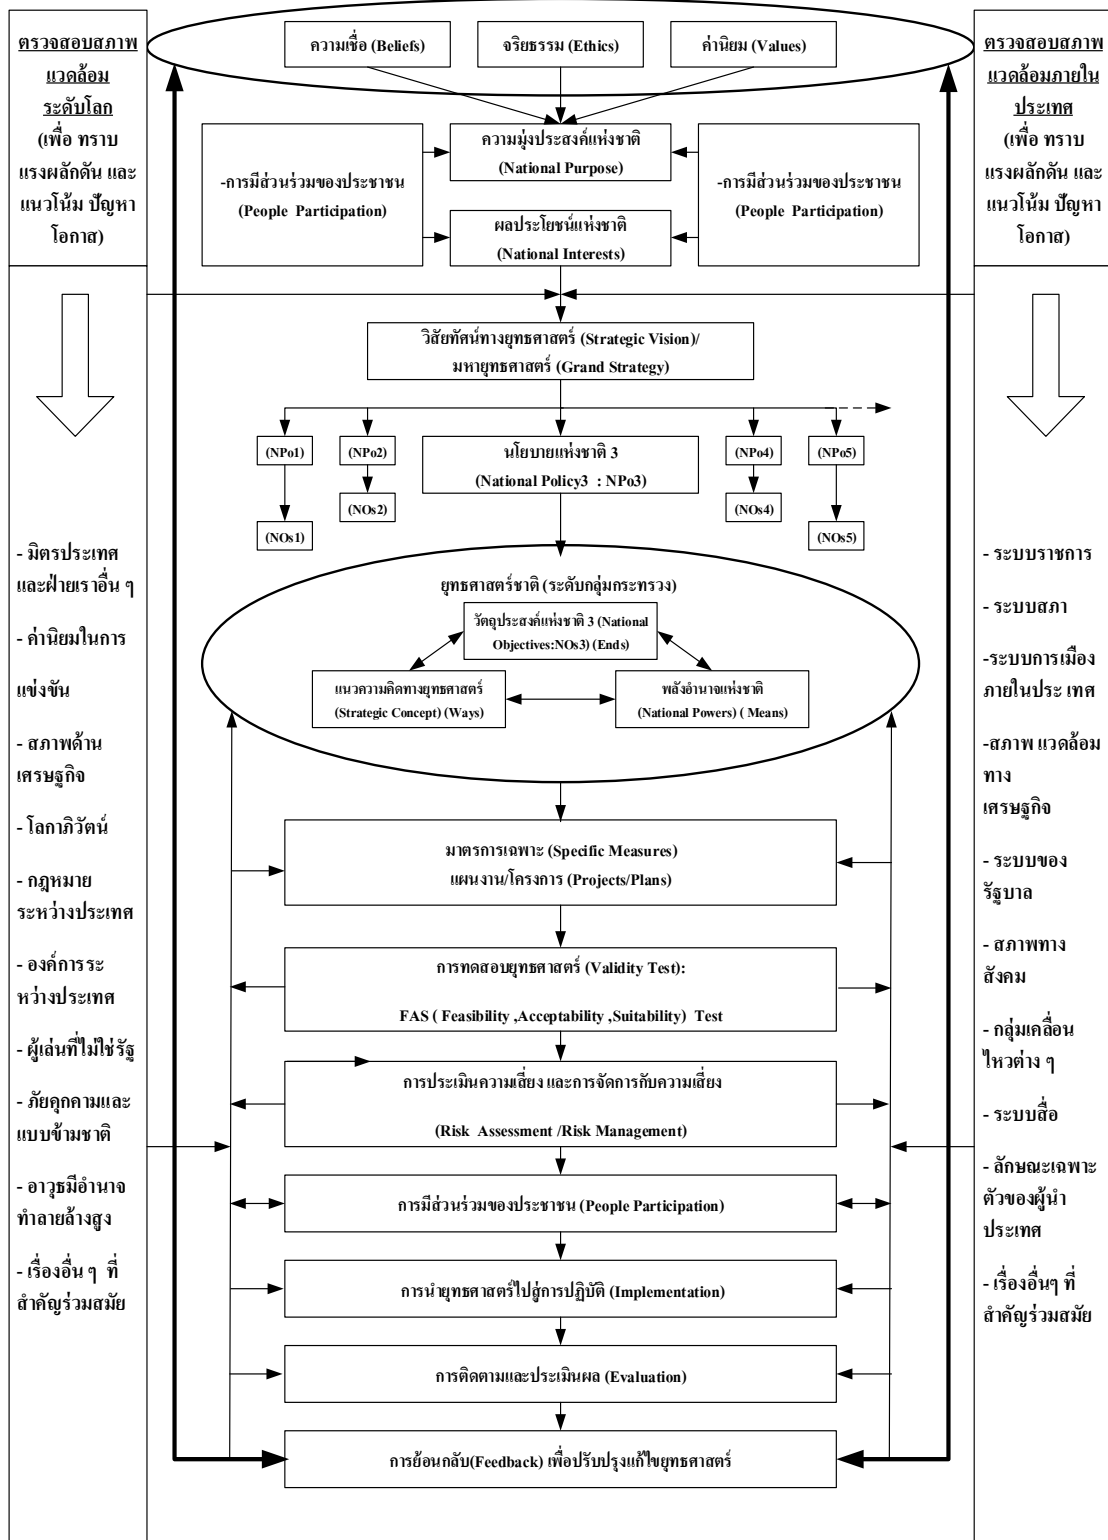 ตรวจสอบสภาพ
แวดล้อม
ระดับโลก
(เพื่อ ทราบ
แรงผลักดัน และ
แนวโน้ม ปัญหา
โอกาส)
- มิตรประเทศ
และฝ่ายเราอื่น ๆ
- ค่านิยมในการ
แข่งขัน
- สภาพด้าน
เศรษฐกิจ
- โลกาภิวัตน์
- กฎหมาย
ระหว่างประเทศ
- องค์การระ
หว่างประเทศ
- ผู้เล่นที่ไม่ใช่รัฐ
- ภัยคุกคามและ
แบบข้ามชาติ
- อาวุธมีอำนาจ
ทำลายล้างสูง
- เรื่องอื่น ๆ ที่
สำคัญร่วมสมัย
ความเชื่อ (Beliefs)
จริยธรรม (Ethics)
ค่านิยม (Values)
ความมุ่งประสงค์แห่งชาติ
(National Purpose)
-การมีส่วนร่วมของประชาชน
(People Participation)
-การมีส่วนร่วมของประชาชน
(People Participation)
ผลประโยชน์แห่งชาติ
(National Interests)
วิสัยทัศน์ทางยุทธศาสตร์ (Strategic Vision)/
มหายุทธศาสตร์ (Grand Strategy)
(NPo1)
(NPo2)
นโยบายแห่งชาติ 3
(National Policy3 : NPo3)
(NPo4)
(NPo5)
(NOs1)
(NOs2)
(NOs4)
(NOs5)
ยุทธศาสตร์ชาติ (ระดับกลุ่มกระทรวง)
วัตถุประสงค์แห่งชาติ 3 (National
Objectives:NOs3) (Ends)
แนวความคิดทางยุทธศาสตร์
(Strategic Concept) (Ways)
พลังอำนาจแห่งชาติ
(National Powers) ( Means)
มาตรการเฉพาะ (Specific Measures)
แผนงาน/โครงการ (Projects/Plans)
การทดสอบยุทธศาสตร์ (Validity Test):
FAS ( Feasibility ,Acceptability ,Suitability) Test
การประเมินความเสี่ยง และการจัดการกับความเสี่ยง
(Risk Assessment /Risk Management)
การมีส่วนร่วมของประชาชน (People Participation)
การนำยุทธศาสตร์ไปสู่การปฏิบัติ (Implementation)
การติดตามและประเมินผล (Evaluation)
การย้อนกลับ(Feedback) เพื่อปรับปรุงแก้ไขยุทธศาสตร์
ตรวจสอบสภาพ
แวดล้อมภายใน
ประเทศ
(เพื่อ ทราบ
แรงผลักดัน และ
แนวโน้ม ปัญหา
โอกาส)
- ระบบราชการ
- ระบบสภา
-ระบบการเมือง
ภายในประ เทศ
-สภาพ แวดล้อม
ทาง
เศรษฐกิจ
- ระบบของ
รัฐบาล
- สภาพทาง
สังคม
- กลุ่มเคลื่อน
ไหวต่าง ๆ
- ระบบสื่อ
- ลักษณะเฉพาะ
ตัวของผู้นำ
ประเทศ
- เรื่องอื่นๆ ที่
สำคัญร่วมสมัย